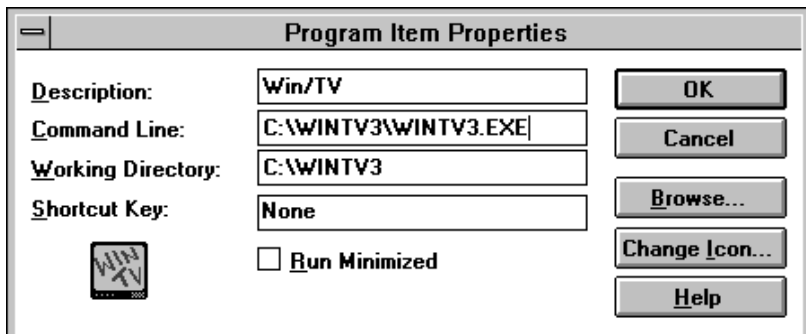 Program Item Properties
Description: Win/TV
Command Line: C:\WINTV3\WINTV3.EXE
Working Directory: C:\WINTV3
Shortcut Key: None
WIN
TV
Run Minimized
OK
Cancel
Browse...
Change Icon...
Help